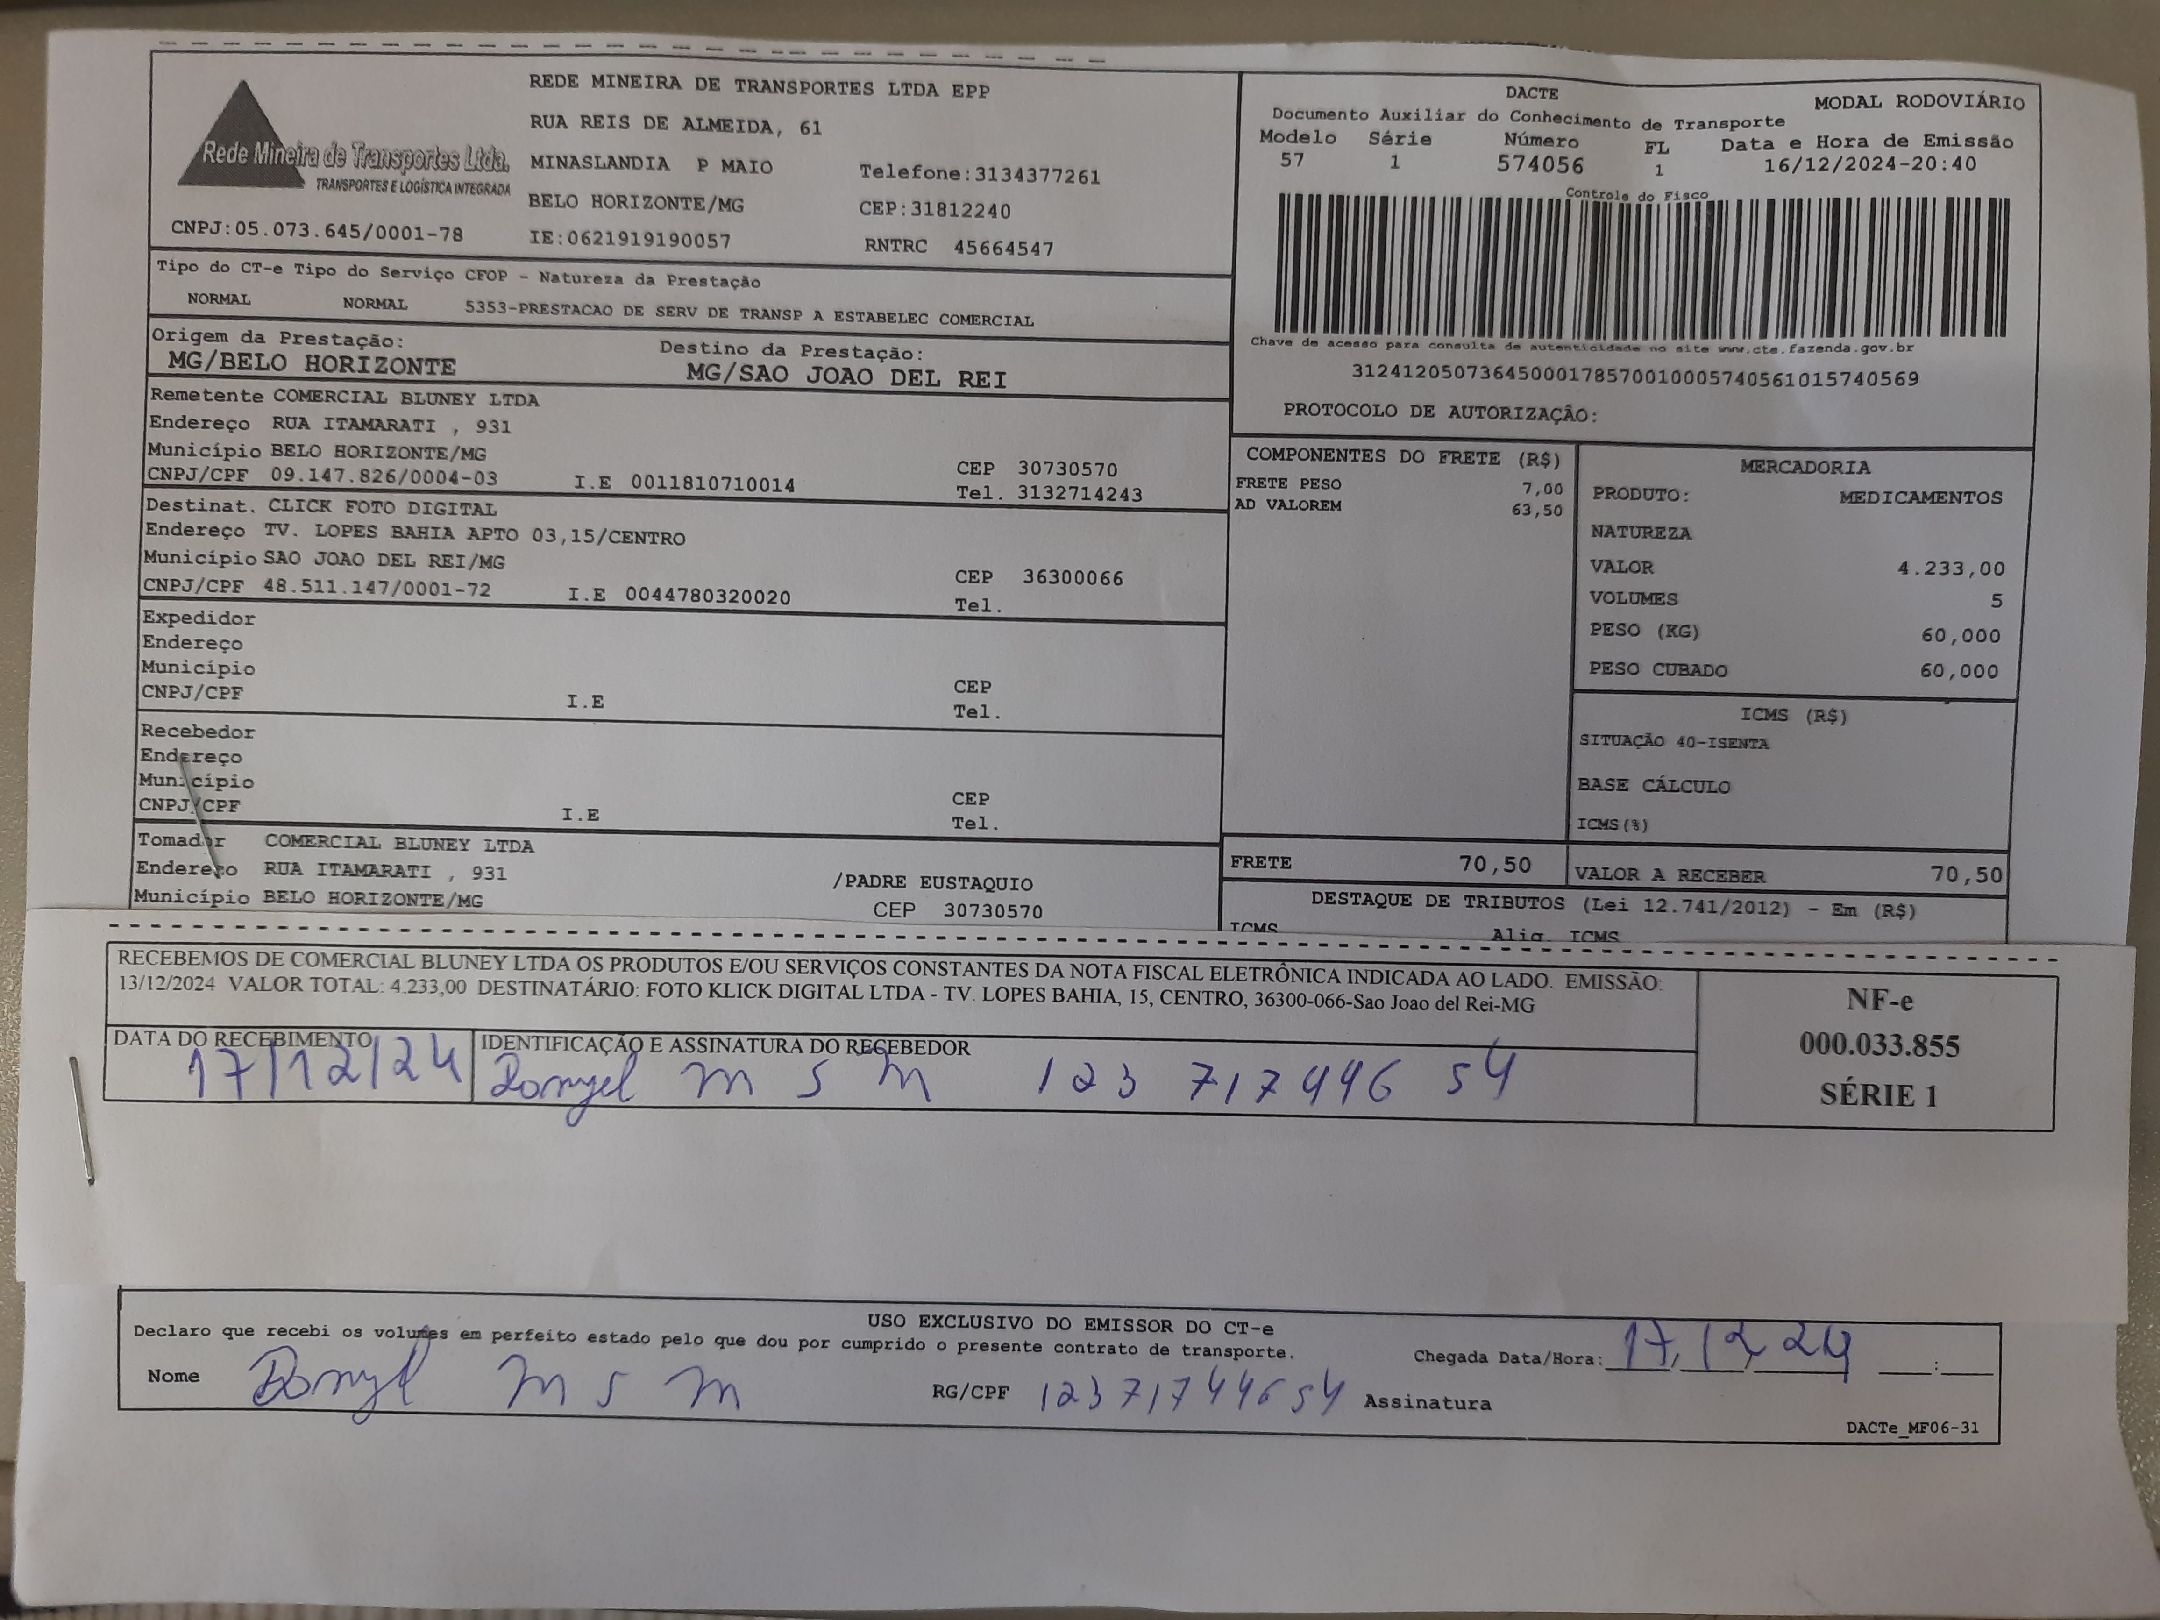 REDE MINEIRA DE TRANSPORTES LTDA EPP
RUA REIS DE ALMEIDA, 61
Rede Mineira de Transportes Ltda.
TRANSPORTES E LOGÍSTICA INTEGRADA
MINASLANDIA P MAIO Telefone:3134377261
BELO HORIZONTE/MG CEP:31812240
CNPJ:05.073.645/0001-78 IE:0621919190057 RNTRC 45664547
DACTE MODAL RODOVIÁRIO
Documento Auxiliar do Conhecimento de Transporte
Modelo Série Número FL Data e Hora de Emissão
57 1 574056 1 16/12/2024-20:40
Controle do Fisco
Chave de acesso para consulta de autenticidade no site www.cte.fazenda.gov.br
31241205073645000178570010005740561015740569
PROTOCOLO DE AUTORIZAÇÃO:
Tipo do CT-e Tipo do Serviço CFOP - Natureza da Prestação
NORMAL NORMAL 5353-PRESTACAO DE SERV DE TRANSP A ESTABELEC COMERCIAL
Origem da Prestação: Destino da Prestação:
MG/BELO HORIZONTE MG/SAO JOAO DEL REI
Remetente COMERCIAL BLUNEY LTDA
Endereço RUA ITAMARATI , 931
Município BELO HORIZONTE/MG CEP 30730570
CNPJ/CPF 09.147.826/0004-03 I.E 0011810710014 Tel. 3132714243
Destinat. CLICK FOTO DIGITAL
Endereço TV. LOPES BAHIA APTO 03,15/CENTRO
Município SAO JOAO DEL REI/MG CEP 36300066
CNPJ/CPF 48.511.147/0001-72 I.E 0044780320020 Tel.
Expedidor
Endereço
Município CEP
CNPJ/CPF I.E Tel.
Recebedor
Endereço
Município CEP
CNPJ/CPF I.E Tel.
Tomador COMERCIAL BLUNEY LTDA
Endereço RUA ITAMARATI , 931 /PADRE EUSTAQUIO
Município BELO HORIZONTE/MG CEP 30730570
COMPONENTES DO FRETE (R$)
FRETE PESO 7,00
AD VALOREM 63,50
MERCADORIA
PRODUTO: MEDICAMENTOS
NATUREZA
VALOR 4.233,00
VOLUMES 5
PESO (KG) 60,000
PESO CUBADO 60,000
ICMS (R$)
SITUAÇÃO 40-ISENTA
BASE CÁLCULO
ICMS(%)
FRETE 70,50 VALOR A RECEBER 70,50
DESTAQUE DE TRIBUTOS (Lei 12.741/2012) - Em (R$)
ICMS Aliq. ICMS
RECEBEMOS DE COMERCIAL BLUNEY LTDA OS PRODUTOS E/OU SERVIÇOS CONSTANTES DA NOTA FISCAL ELETRÔNICA INDICADA AO LADO. EMISSÃO:
13/12/2024 VALOR TOTAL: 4.233,00 DESTINATÁRIO: FOTO KLICK DIGITAL LTDA - TV. LOPES BAHIA, 15, CENTRO, 36300-066-Sao Joao del Rei-MG
NF-e
000.033.855
SÉRIE 1
DATA DO RECEBIMENTO IDENTIFICAÇÃO E ASSINATURA DO RECEBEDOR
17/12/24 m s m 123 717446 54
USO EXCLUSIVO DO EMISSOR DO CT-e
Declaro que recebi os volumes em perfeito estado pelo que dou por cumprido o presente contrato de transporte. Chegada Data/Hora: 17, 12 24 :
Nome m s m RG/CPF 12371744654 Assinatura
DACTe_MF06-31